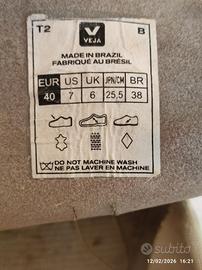 T2
B
VEJA
MADE IN BRAZIL
FABRIQUÉ AU BRÉSIL
EUR US UK JPN/CM BR
40 7 6 25,5 38
DO NOT MACHINE WASH
NE PAS LAVER EN MACHINE
subito
12/02/2026 16:21